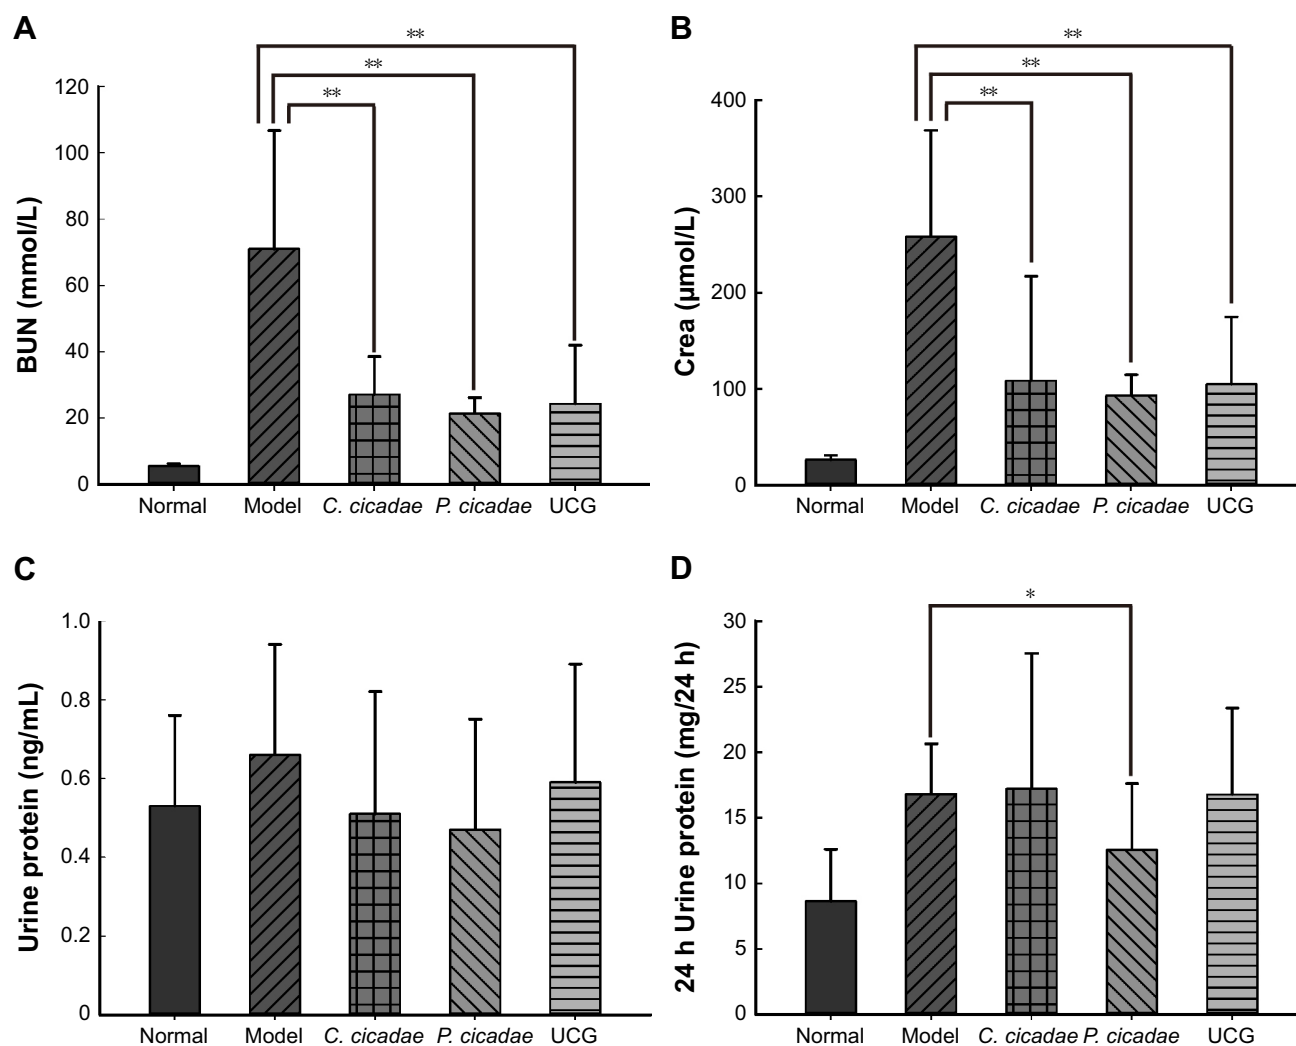 A
BUN (mmol/L)
120
100
80
60
40
20
0
**
**
**
Normal Model C. cicadae P. cicadae UCG
B
Crea (µmol/L)
400
300
200
100
0
**
**
**
Normal Model C. cicadae P. cicadae UCG
C
Urine protein (ng/mL)
1.0
0.8
0.6
0.4
0.2
0
Normal Model C. cicadae P. cicadae UCG
D
24 h Urine protein (mg/24 h)
30
25
20
15
10
5
0
*
Normal Model C. cicadae P. cicadae UCG